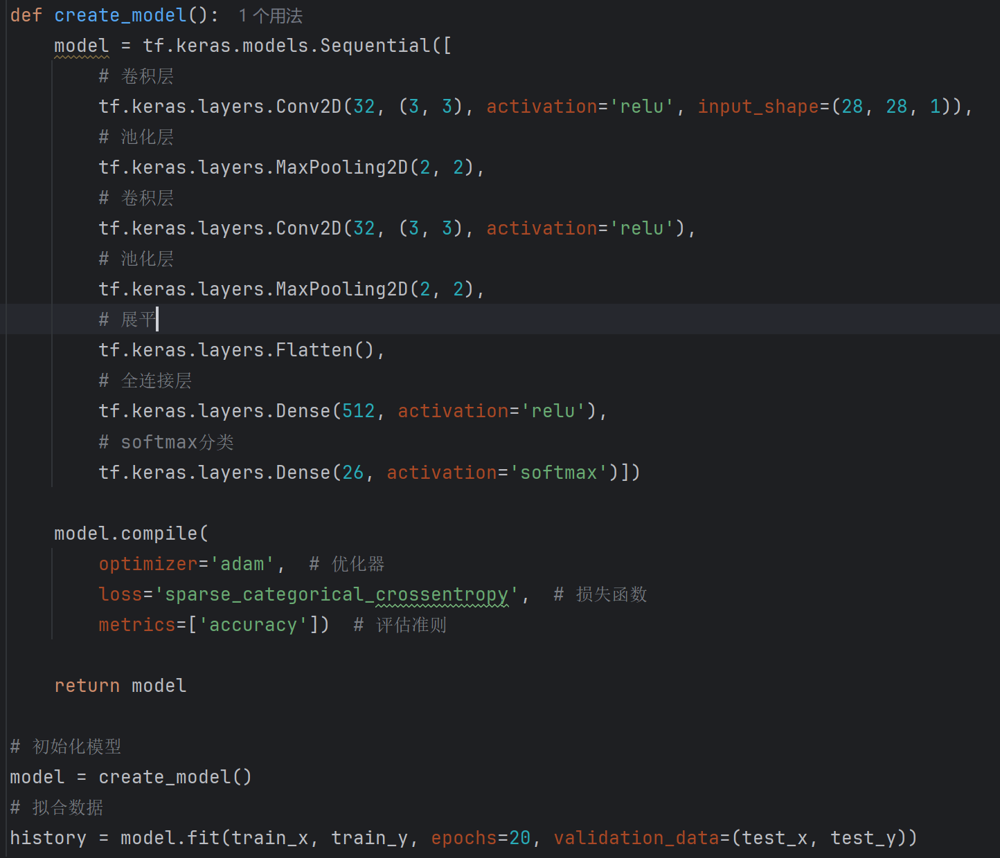 def create_model(): 1 个用法
    model = tf.keras.models.Sequential([
        # 卷积层
        tf.keras.layers.Conv2D(32, (3, 3), activation='relu', input_shape=(28, 28, 1)),
        # 池化层
        tf.keras.layers.MaxPooling2D(2, 2),
        # 卷积层
        tf.keras.layers.Conv2D(32, (3, 3), activation='relu'),
        # 池化层
        tf.keras.layers.MaxPooling2D(2, 2),
        # 展平
        tf.keras.layers.Flatten(),
        # 全连接层
        tf.keras.layers.Dense(512, activation='relu'),
        # softmax分类
        tf.keras.layers.Dense(26, activation='softmax')])
    model.compile(
        optimizer='adam',  # 优化器
        loss='sparse_categorical_crossentropy',  # 损失函数
        metrics=['accuracy'])  # 评估准则
    return model
# 初始化模型
model = create_model()
# 拟合数据
history = model.fit(train_x, train_y, epochs=20, validation_data=(test_x, test_y))